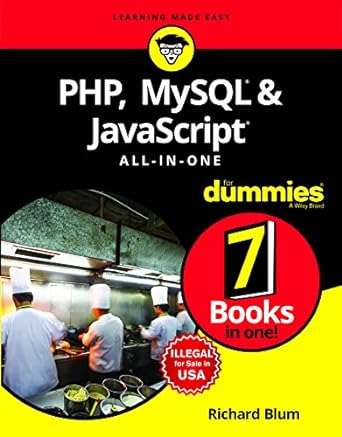 LEARNING MADE EASY
PHP, MySQL® &
JavaScript®
ALL-IN-ONE
for
dummies®
A Wiley Brand
7
Books
in one!
ILLEGAL
for Sale in
USA
Richard Blum